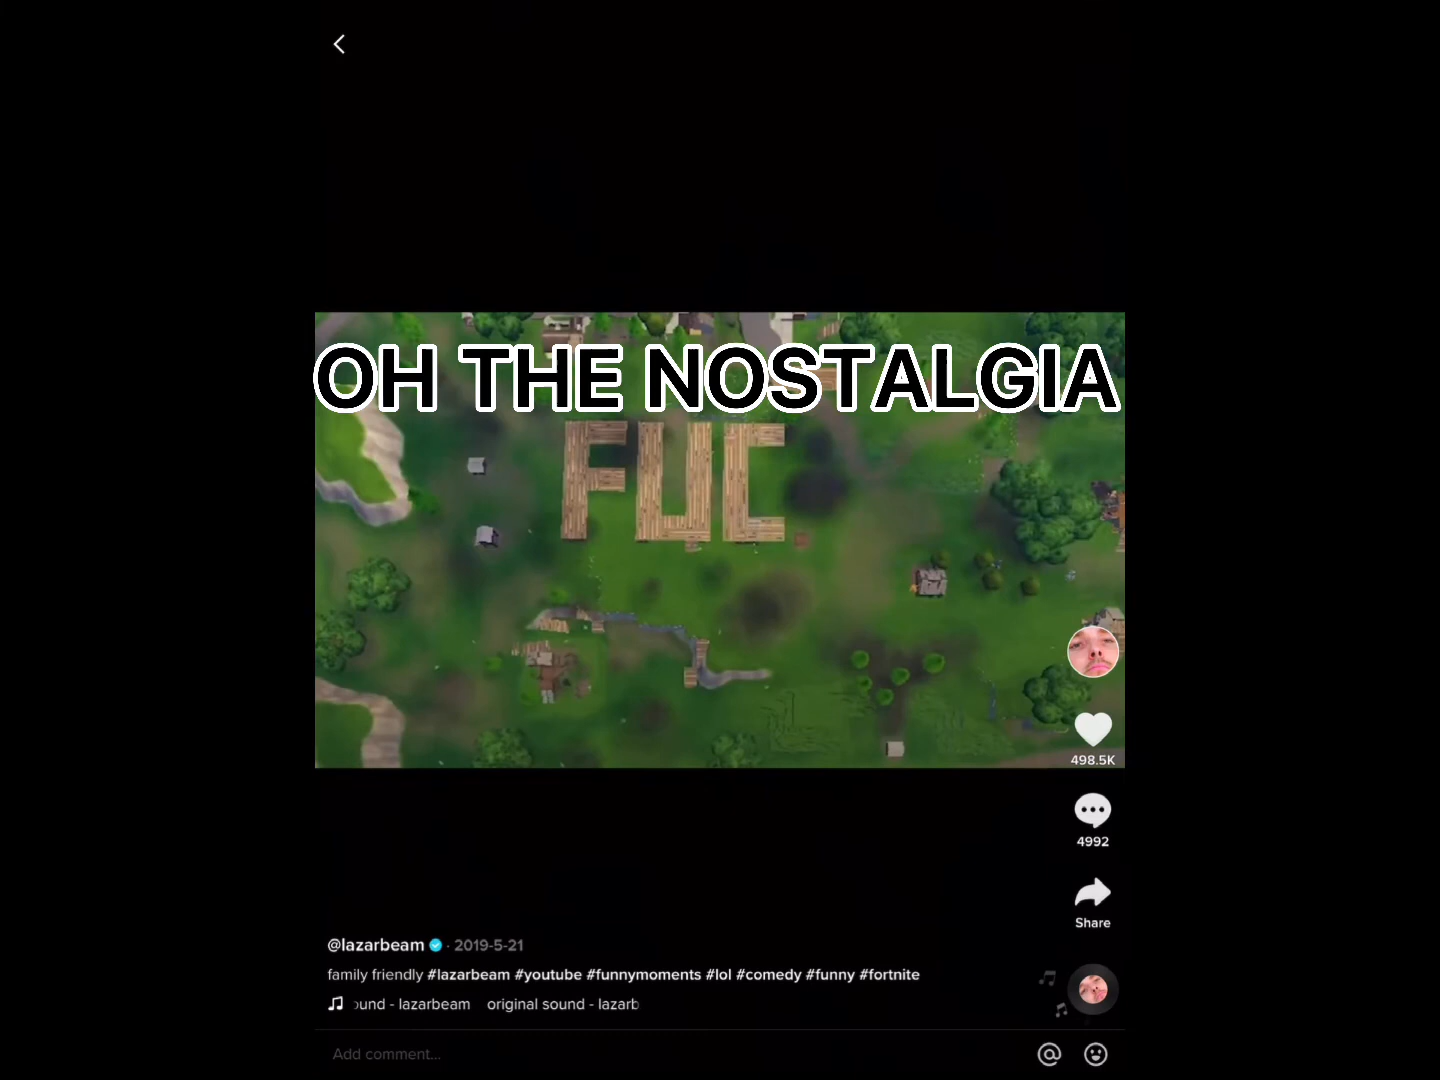 OH THE NOSTALGIA
FUC
498.5K
4992
Share
@lazarbeam · 2019-5-21
family friendly #lazarbeam #youtube #funnymoments #lol #comedy #funny #fortnite
ound - lazarbeam original sound - lazarb
Add comment...